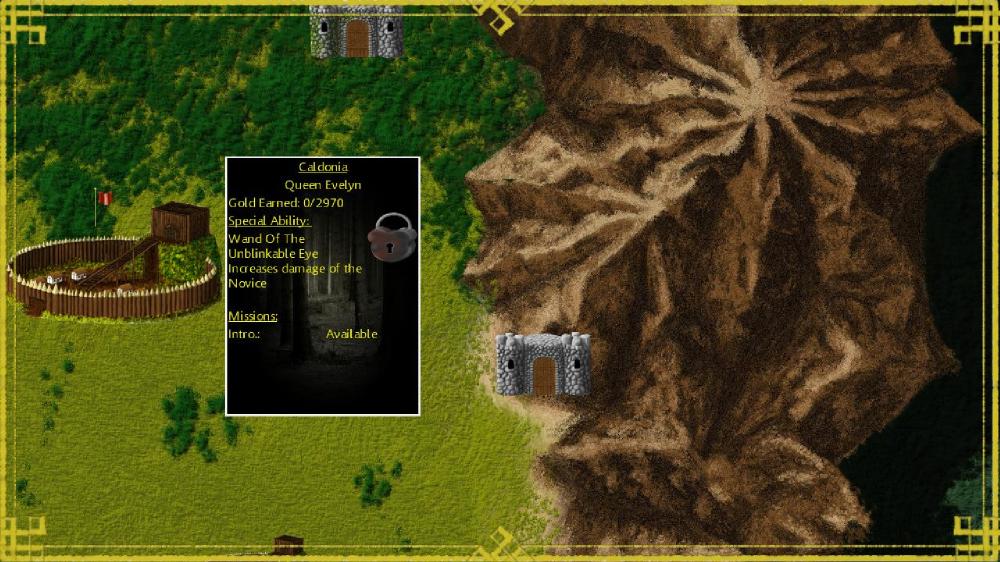 Caldonia
Queen Evelyn
Gold Earned: 0/2970
Special Ability:
Wand Of The
Unblinkable Eye
Increases damage of the
Novice
Missions:
Intro.: Available